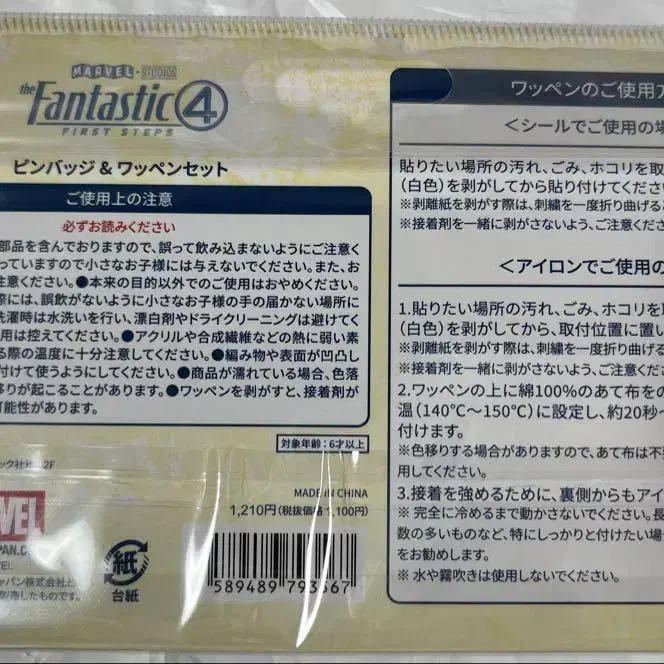 MARVEL STUDIOS
the Fantastic 4
FIRST STEPS
ピンバッジ & ワッペンセット
ご使用上の注意
必ずお読みください
部品を含んでおりますので、誤って飲み込まないようにご注意く
っていますので小さなお子様には与えないでください。また、お
注意ください。●本来の目的以外でのご使用はおやめください。
際には、誤飲がないように小さなお子様の手の届かない場所に
洗濯時は水洗いを行い、漂白剤やドライクリーニングは避けてく
用は控えてください。●アクリルや合成繊維などの熱に弱い素
る際の温度に十分注意してください。●編み物や表面が凹凸し
付けて使うようにしてください。●商品が濡れている場合、色落
移りが起こることがあります。●ワッペンを剥がすと、接着剤が
可能性があります。
対象年齢:6才以上
2F
MADE IN CHINA
1,210円(税抜価格 1,100円)
紙
台紙
589489 793567
ワッペンのご使用方
<シールでご使用の場
貼りたい場所の汚れ、ごみ、ホコリを取
(白色)を剥がしてから貼り付けてくださ
※剥離紙を剥がす際は、刺繍を一度折り曲げると
※接着剤を一緒に剥がさないよう、ご注意くださ
<アイロンでご使用の
1.貼りたい場所の汚れ、ごみ、ホコリを
(白色)を剥がしてから、取付位置に置い
※剥離紙を剥がす際は、刺繍を一度折り曲げる
※接着剤を一緒に剥がさないよう、ご注意くだ
2.ワッペンの上に綿100%のあて布をの
温(140℃〜150℃)に設定し、約20秒〜
付けます。
※色移りする場合がありますので、あて布は不要
用してください。
3.接着を強めるために、裏側からもアイ
※ 完全に冷めるまで動かさないでください。長
数の多いものなど、特にしっかりと付けたい場合
をお勧めします。
※ 水や霧吹きは使用しないでください。